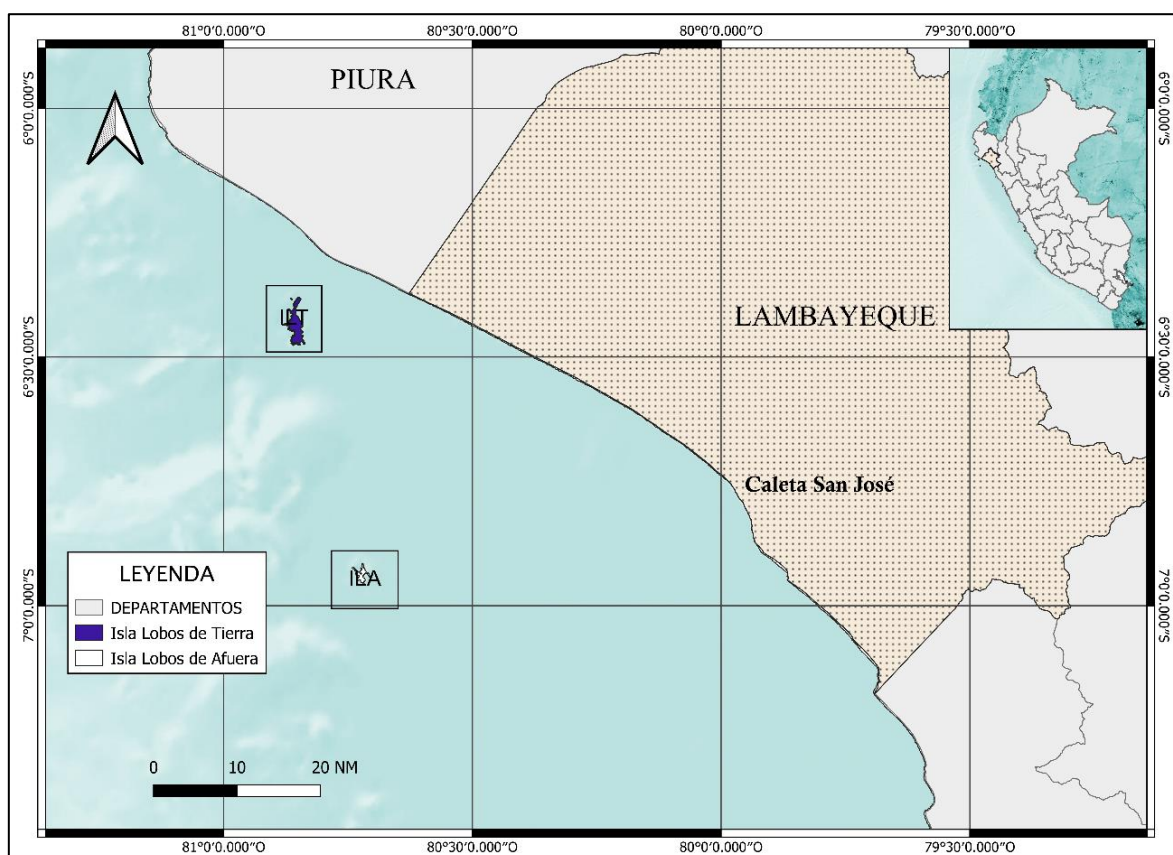 81°0'0.000"O 80°30'0.000"O 80°0'0.000"O 79°30'0.000"O
6°0'0.000"S 6°0'0.000"S
PIURA
LAMBAYEQUE
6°30'0.000"S 6°30'0.000"S
Caleta San José
ILA
7°0'0.000"S 7°0'0.000"S
LEYENDA
DEPARTAMENTOS
Isla Lobos de Tierra
Isla Lobos de Afuera
0 10 20 NM
81°0'0.000"O 80°30'0.000"O 80°0'0.000"O 79°30'0.000"O